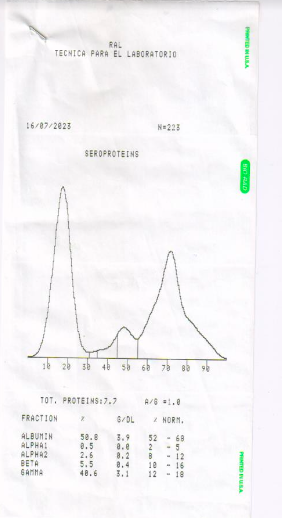 RAL
TECNICA PARA EL LABORATORIO
16/07/2023 N=223
SEROPROTEINS
10 20 30 40 50 60 70 80 90
TOT. PROTEINS:7.7 A/G =1.0
FRACTION % G/DL % NORM.
ALBUMIN 50.8 3.9 52 - 68
ALPHA1 0.5 0.0 2 - 5
ALPHA2 2.6 0.2 8 - 12
BETA 5.5 0.4 10 - 16
GAMMA 40.6 3.1 12 - 18
PRINTED IN U.S.A.
PRINTED IN U.S.A.